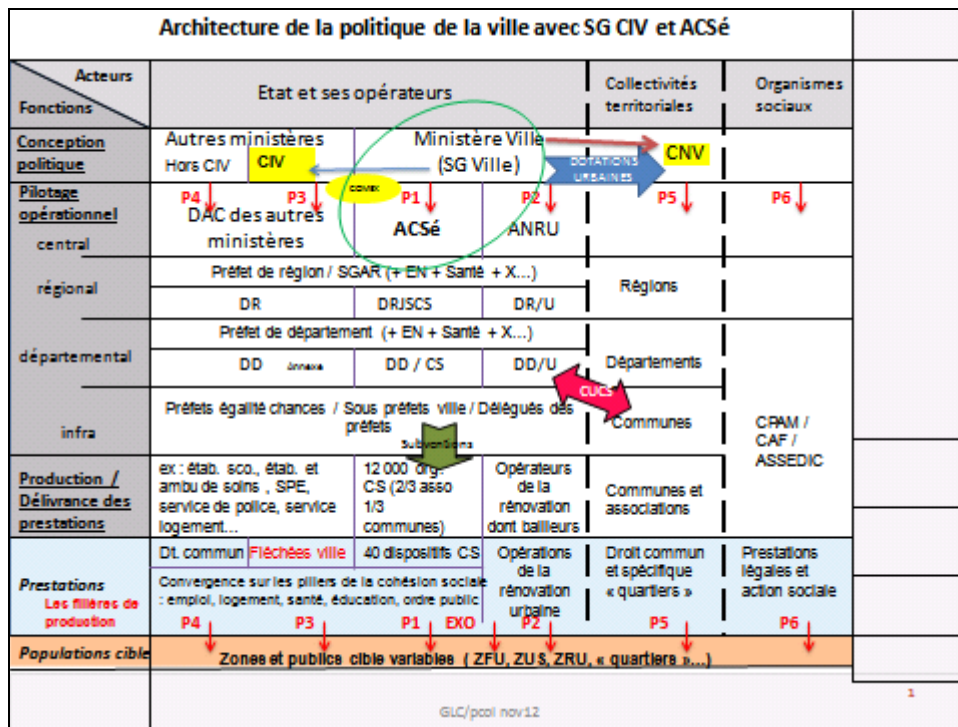 Architecture de la politique de la ville avec SG CIV et ACSé
Acteurs
Fonctions
Etat et ses opérateurs
Collectivités
territoriales
Organismes
sociaux
Conception
politique
Autres ministères
Hors CIV
CIV
Ministère Ville
(SG Ville)
DOTATIONS
URBAINES
CNV
Pilotage
opérationnel
central
P4
P3
COMEX
P1
P2
P5
P6
DAC des autres
ministères
ACSé
ANRU
régional
Préfet de région / SGAR (+ EN + Santé + X...)
DR
DRJSCS
DR/U
Régions
départemental
Préfet de département (+ EN + Santé + X...)
DD
Annexe
DD / CS
DD/U
Départements
CUCS
infra
Préfets égalité chances / Sous préfets ville / Délégués des
préfets
Subventions
Communes
CPAM /
CAF /
ASSEDIC
Production /
Délivrance des
prestations
ex : étab. sco., étab. et
ambu de soins , SPE,
service de police, service
logement...
12 000 org.
CS (2/3 asso
1/3
communes)
Opérateurs
de la
rénovation
dont bailleurs
Communes et
associations
Prestations
Les filières de
production
Dt. commun
Fléchées ville
40 dispositifs CS
Convergence sur les piliers de la cohésion sociale
: emploi, logement, santé, éducation, ordre public
Opérations
de la
rénovation
urbaine
Droit commun
et spécifique
« quartiers »
Prestations
légales et
action sociale
P4
P3
P1
EXO
P2
P5
P6
Populations cible
Zones et publics cible variables ( ZFU, ZUS, ZRU, « quartiers »...)
1
GLC/pcol nov12